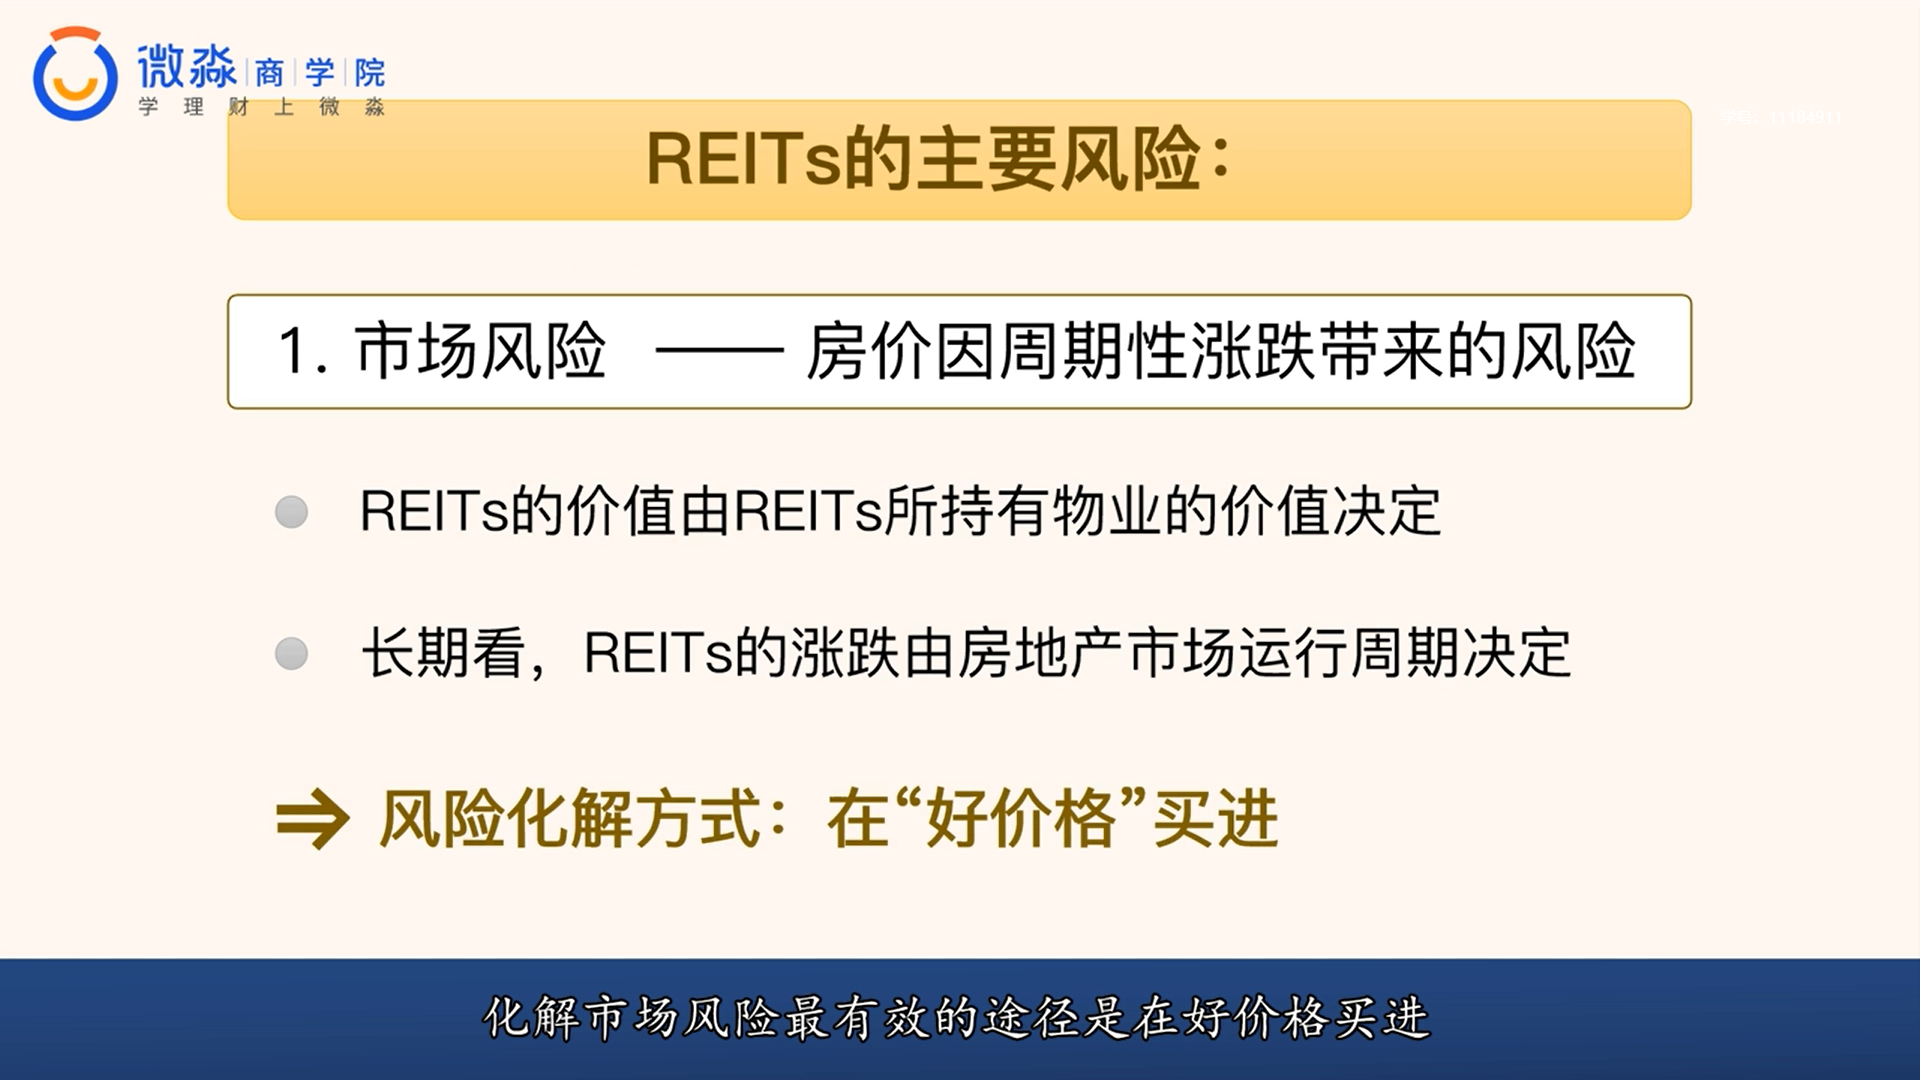 微淼 商 学 院
学理财上微淼
学号：11184911
REITs的主要风险：
1. 市场风险 —— 房价因周期性涨跌带来的风险
REITs的价值由REITs所持有物业的价值决定
长期看，REITs的涨跌由房地产市场运行周期决定
⇒ 风险化解方式：在“好价格”买进
化解市场风险最有效的途径是在好价格买进